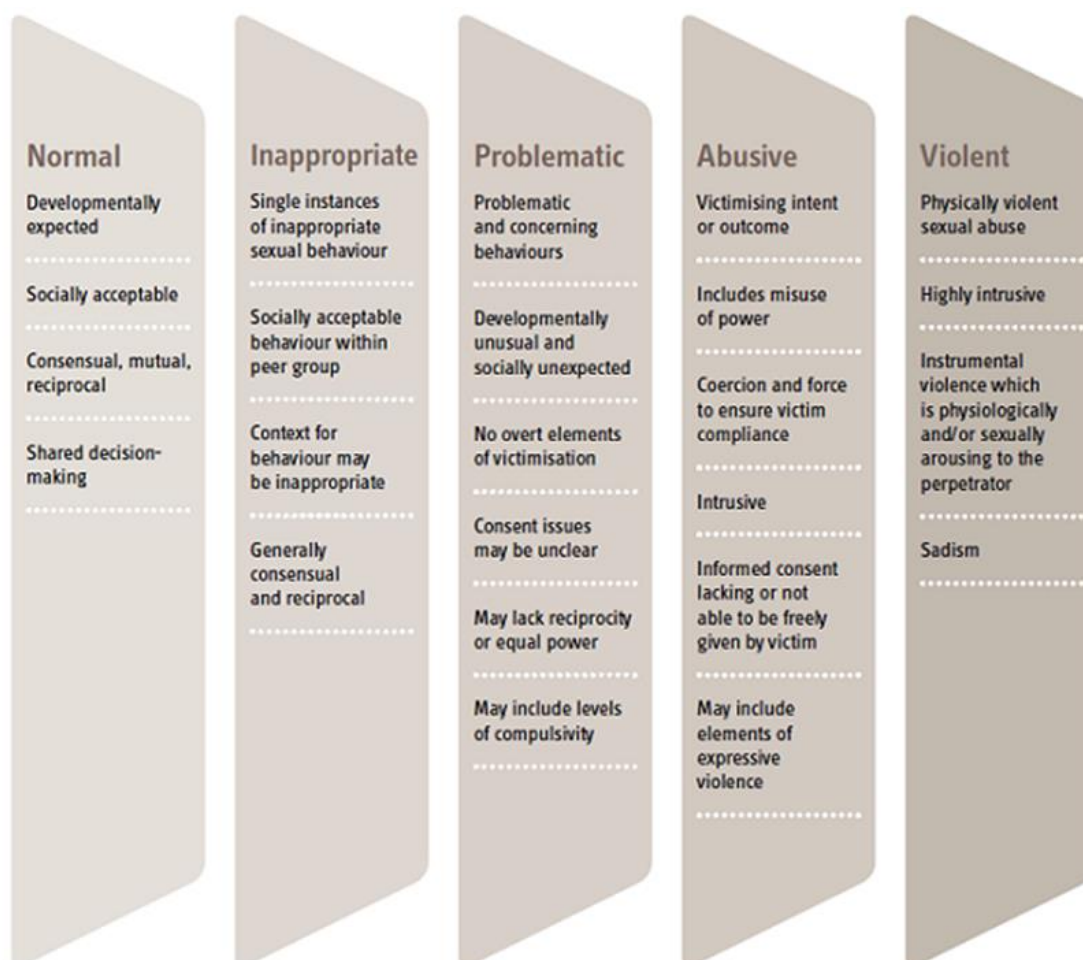 Normal
Developmentally
expected
Socially acceptable
Consensual, mutual,
reciprocal
Shared decision-
making
Inappropriate
Single instances
of inappropriate
sexual behaviour
Socially acceptable
behaviour within
peer group
Context for
behaviour may
be inappropriate
Generally
consensual
and reciprocal
Problematic
Problematic
and concerning
behaviours
Developmentally
unusual and
socially unexpected
No overt elements
of victimisation
Consent issues
may be unclear
May lack reciprocity
or equal power
May include levels
of compulsivity
Abusive
Victimising intent
or outcome
Includes misuse
of power
Coercion and force
to ensure victim
compliance
Intrusive
Informed consent
lacking or not
able to be freely
given by victim
May include
elements of
expressive
violence
Violent
Physically violent
sexual abuse
Highly intrusive
Instrumental
violence which
is physiologically
and/or sexually
arousing to the
perpetrator
Sadism